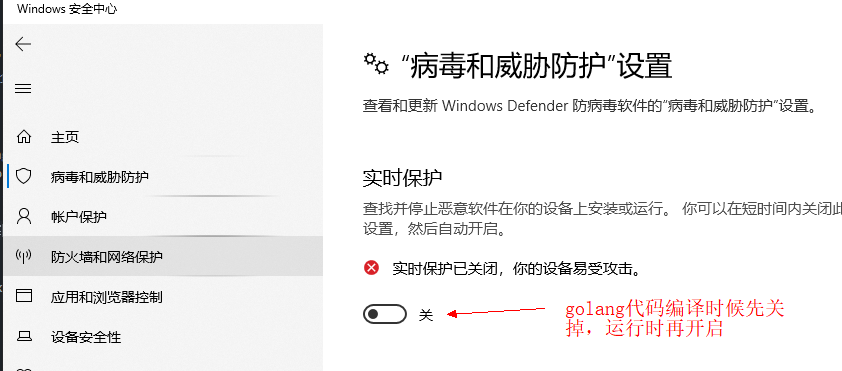 Windows 安全中心
主页
病毒和威胁防护
帐户保护
防火墙和网络保护
应用和浏览器控制
设备安全性
“病毒和威胁防护”设置
查看和更新 Windows Defender 防病毒软件的“病毒和威胁防护”设置。
实时保护
查找并停止恶意软件在你的设备上安装或运行。 你可以在短时间内关闭此
设置，然后自动开启。
实时保护已关闭，你的设备易受攻击。
关
golang代码编译时候先关
掉，运行时再开启